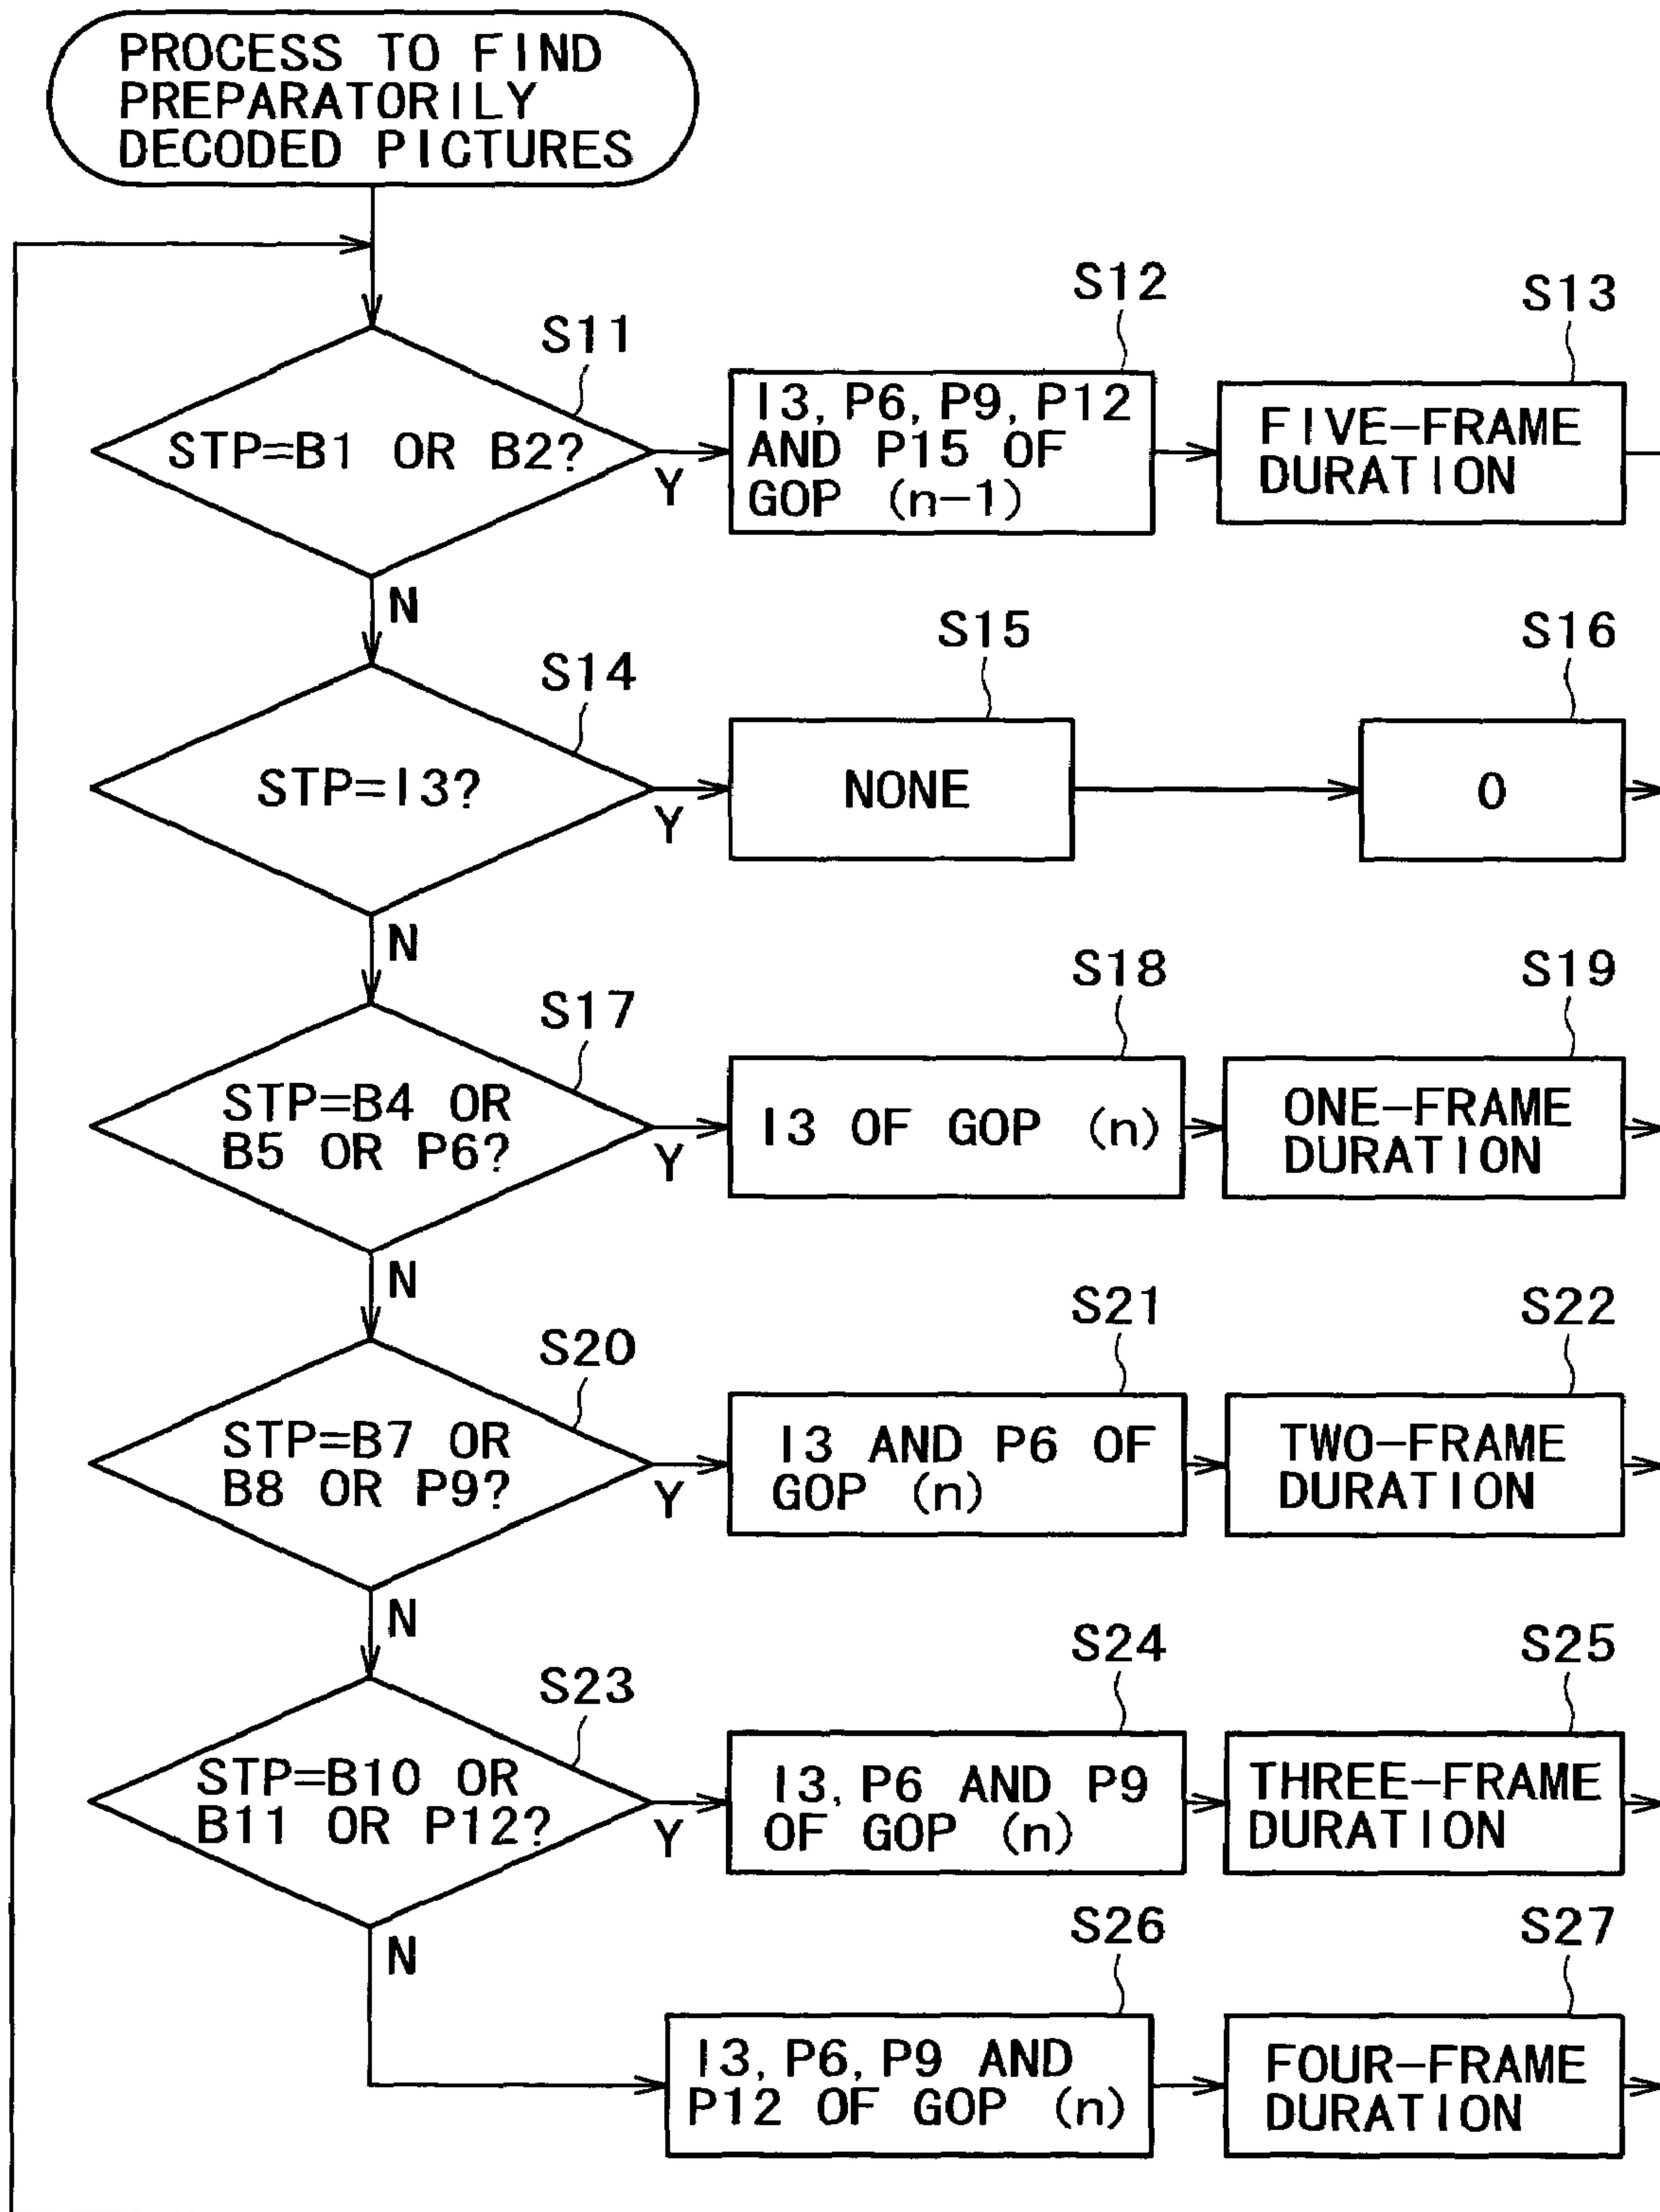 PROCESS TO FIND
PREPARATORILY
DECODED PICTURES
S11
STP=B1 OR B2?
Y
N
S12
I3, P6, P9, P12
AND P15 OF
GOP (n-1)
S13
FIVE-FRAME
DURATION
S14
STP=I3?
Y
N
S15
NONE
S16
0
S17
STP=B4 OR
B5 OR P6?
Y
N
S18
I3 OF GOP (n)
S19
ONE-FRAME
DURATION
S20
STP=B7 OR
B8 OR P9?
Y
N
S21
I3 AND P6 OF
GOP (n)
S22
TWO-FRAME
DURATION
S23
STP=B10 OR
B11 OR P12?
Y
N
S24
I3, P6 AND P9
OF GOP (n)
S25
THREE-FRAME
DURATION
S26
I3, P6, P9 AND
P12 OF GOP (n)
S27
FOUR-FRAME
DURATION